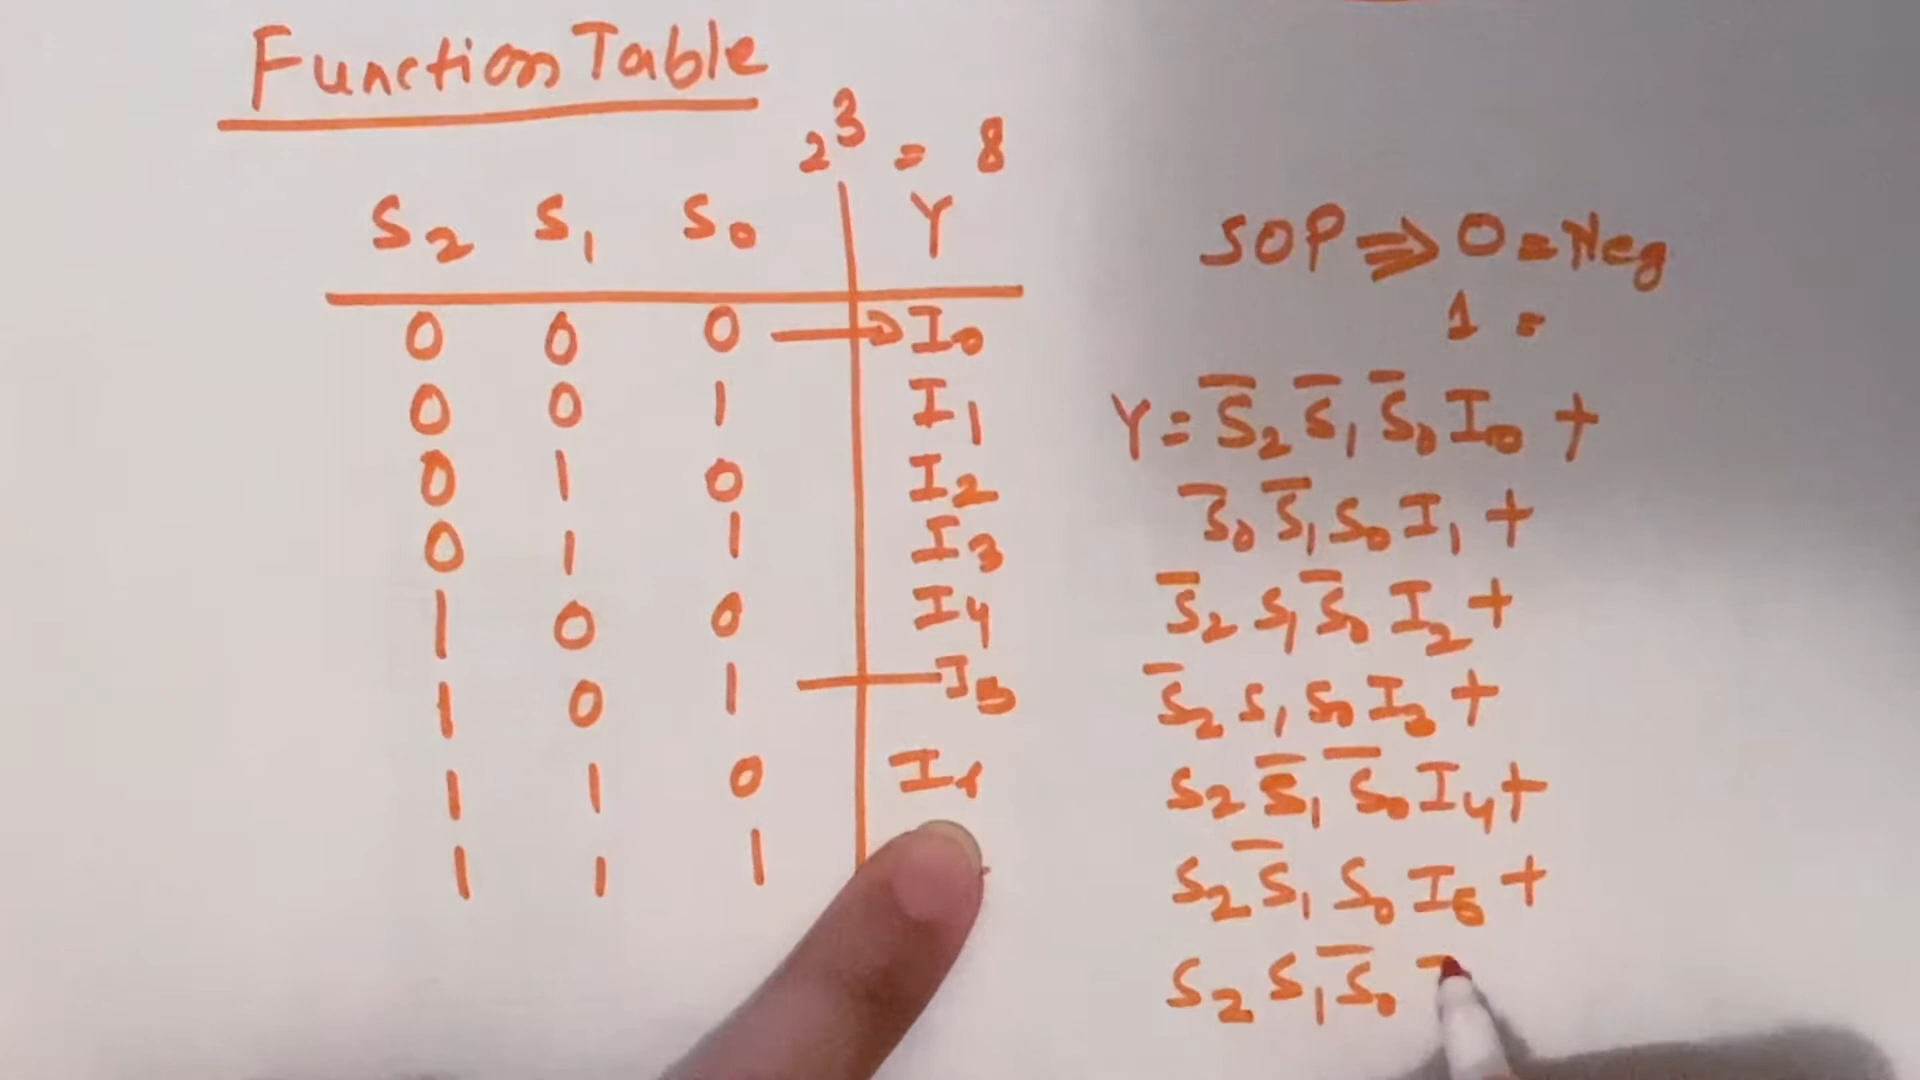 Function Table
2³ = 8
S₂ S₁ S₀ Y
0 0 0 → I₀
0 0 1 I₁
0 1 0 I₂
0 1 1 I₃
1 0 0 I₄
1 0 1 I₅
1 1 0
1 1 1
SOP ⇒ 0 = Neg
1 =
Y = S̅₂ S̅₁ S̅₀ I₀ +
S̅₀ S̅₁ S₀ I₁ +
S̅₂ S₁ S̅₀ I₂ +
S̅₂ S₁ S₀ I₃ +
S₂ S̅₁ S̅₀ I₄ +
S₂ S̅₁ S₀ I₅ +
S₂ S₁ S̅₀